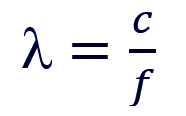 λ = c/f